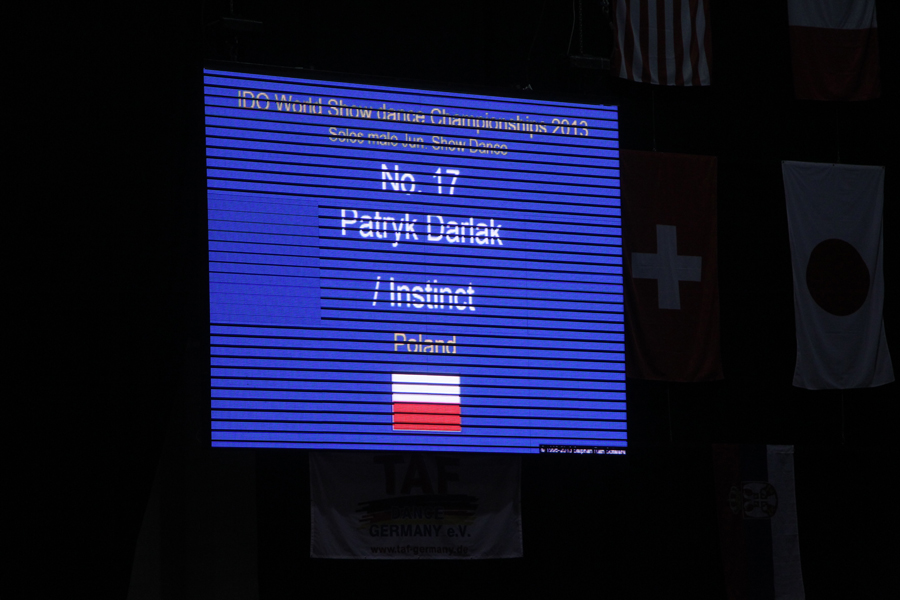 IDO World Show dance Championships 2013
Solos male Jun. Show Dance
No. 17
Patryk Darlak
/ Instinct
Poland
TAF
GERMANY e.V.
www.taf-germany.de